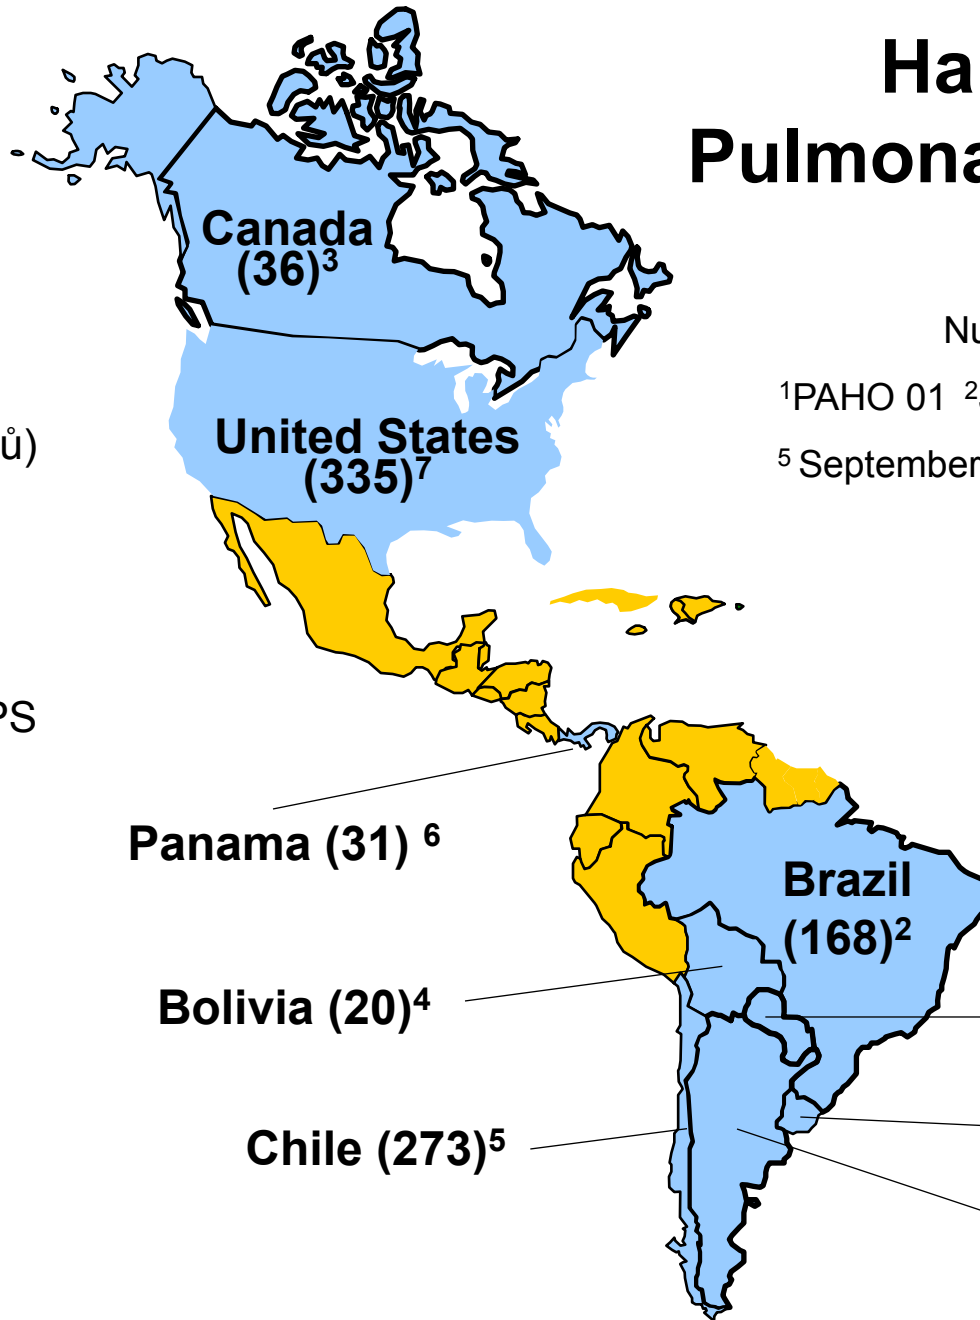 Ha
Pulmona
Canada
(36)³
Nu
¹PAHO 01 ²
ů)
United States
(335)⁷
⁵ September
PS
Panama (31) ⁶
Brazil
(168)²
Bolivia (20)⁴
Chile (273)⁵